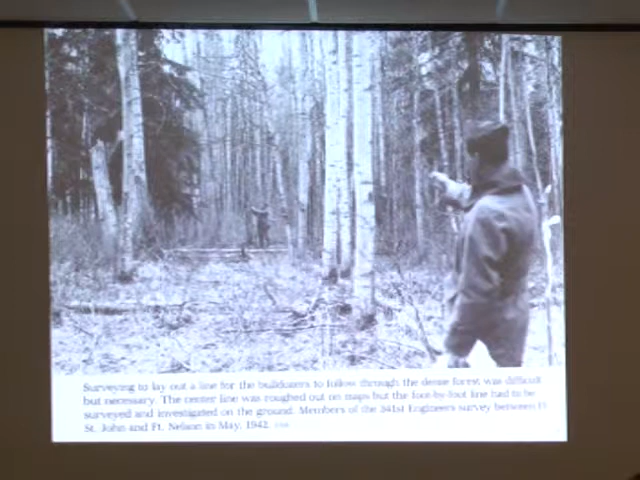 Surveying to lay out a line for the bulldozers to follow through the dense forest was difficult
but necessary. The center line was roughed out on maps but the foot-by-foot line had to be
surveyed and investigated on the ground. Members of the 341st Engineers survey between
St. John and Ft. Nelson in May, 1942.